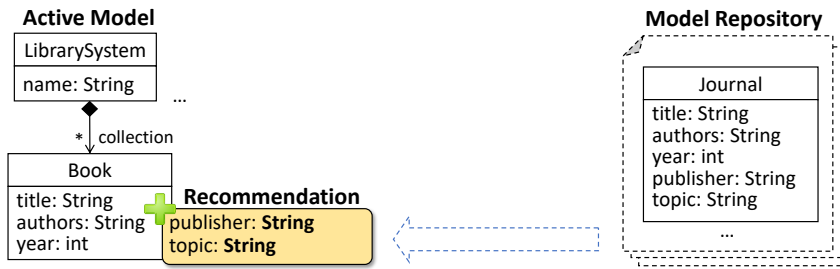 Active Model
LibrarySystem
name: String
...
* collection
Book
title: String
authors: String
year: int
Recommendation
publisher: String
topic: String
Model Repository
Journal
title: String
authors: String
year: int
publisher: String
topic: String
...